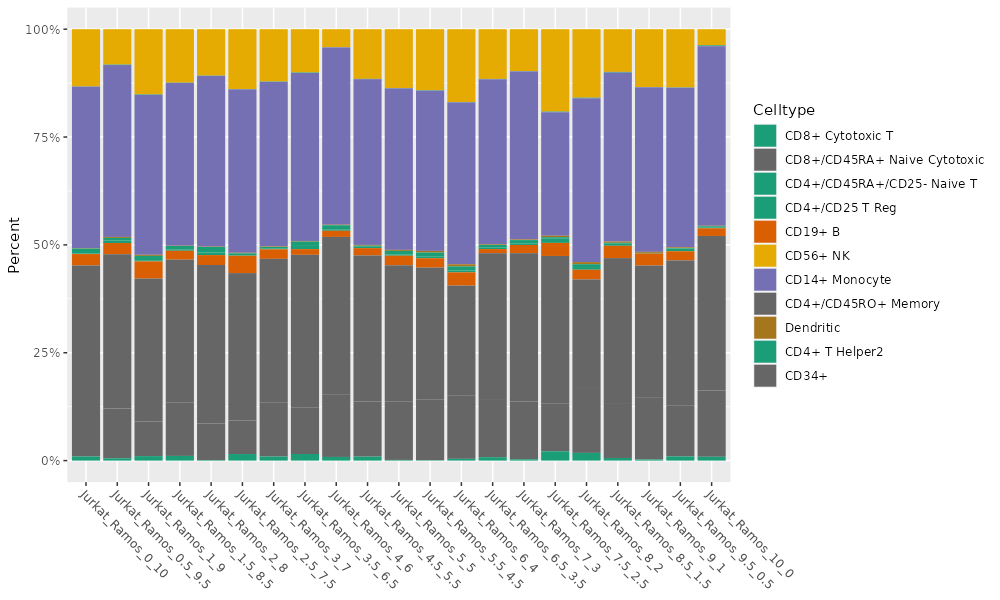 100%
75%
50%
25%
0%
Percent
Jurkat_Ramos_0_10
Jurkat_Ramos_0.5_9.5
Jurkat_Ramos_1_9
Jurkat_Ramos_1.5_8.5
Jurkat_Ramos_2_8
Jurkat_Ramos_2.5_7.5
Jurkat_Ramos_3_7
Jurkat_Ramos_3.5_6.5
Jurkat_Ramos_4_6
Jurkat_Ramos_4.5_5.5
Jurkat_Ramos_5_5
Jurkat_Ramos_5.5_4.5
Jurkat_Ramos_6_4
Jurkat_Ramos_6.5_3.5
Jurkat_Ramos_7_3
Jurkat_Ramos_7.5_2.5
Jurkat_Ramos_8_2
Jurkat_Ramos_8.5_1.5
Jurkat_Ramos_9_1
Jurkat_Ramos_9.5_0.5
Jurkat_Ramos_10_0
Celltype
CD8+ Cytotoxic T
CD8+/CD45RA+ Naive Cytotoxic
CD4+/CD45RA+/CD25- Naive T
CD4+/CD25 T Reg
CD19+ B
CD56+ NK
CD14+ Monocyte
CD4+/CD45RO+ Memory
Dendritic
CD4+ T Helper2
CD34+